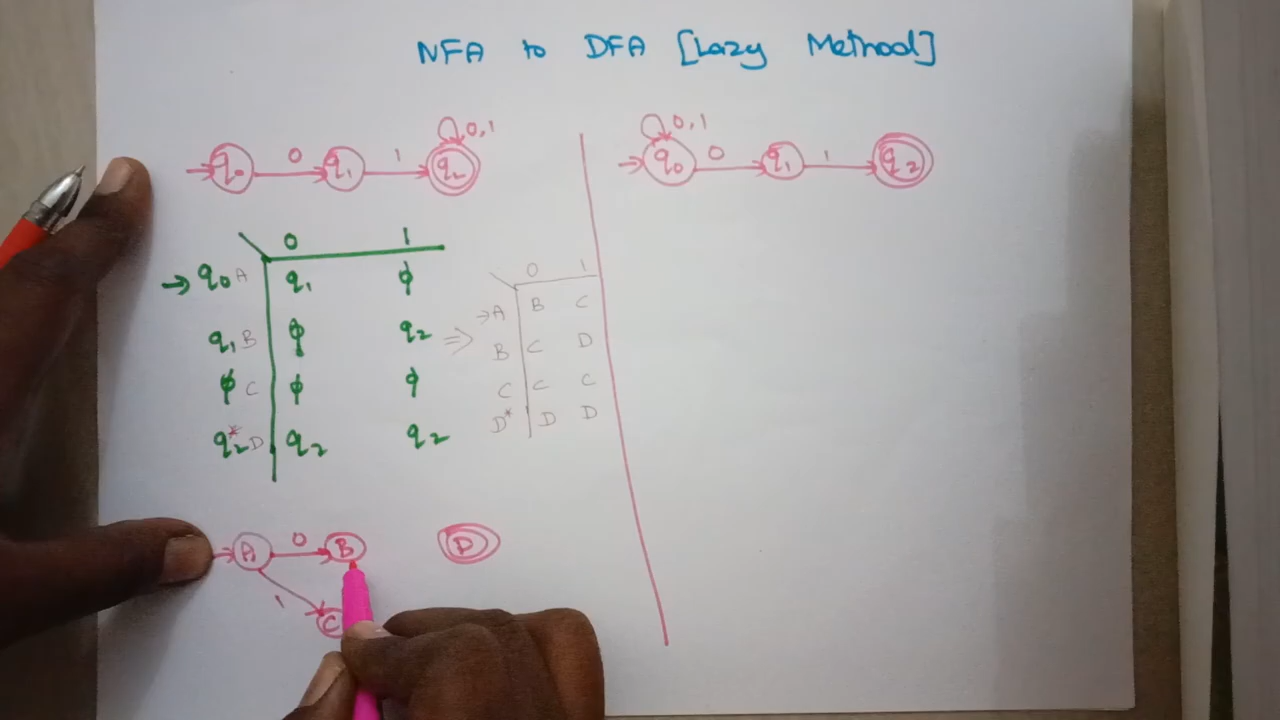 NFA to DFA [Lazy Method]
0,1
q0 0 q1 1 q2
0,1
q0 0 q1 1 q2
0 1
→ q0 A q1 ϕ
q1 B ϕ q2
ϕ C ϕ ϕ
q2* D q2 q2
⇒
0 1
→A B C
B C D
C C C
D* D D
A 0 B D
1
C